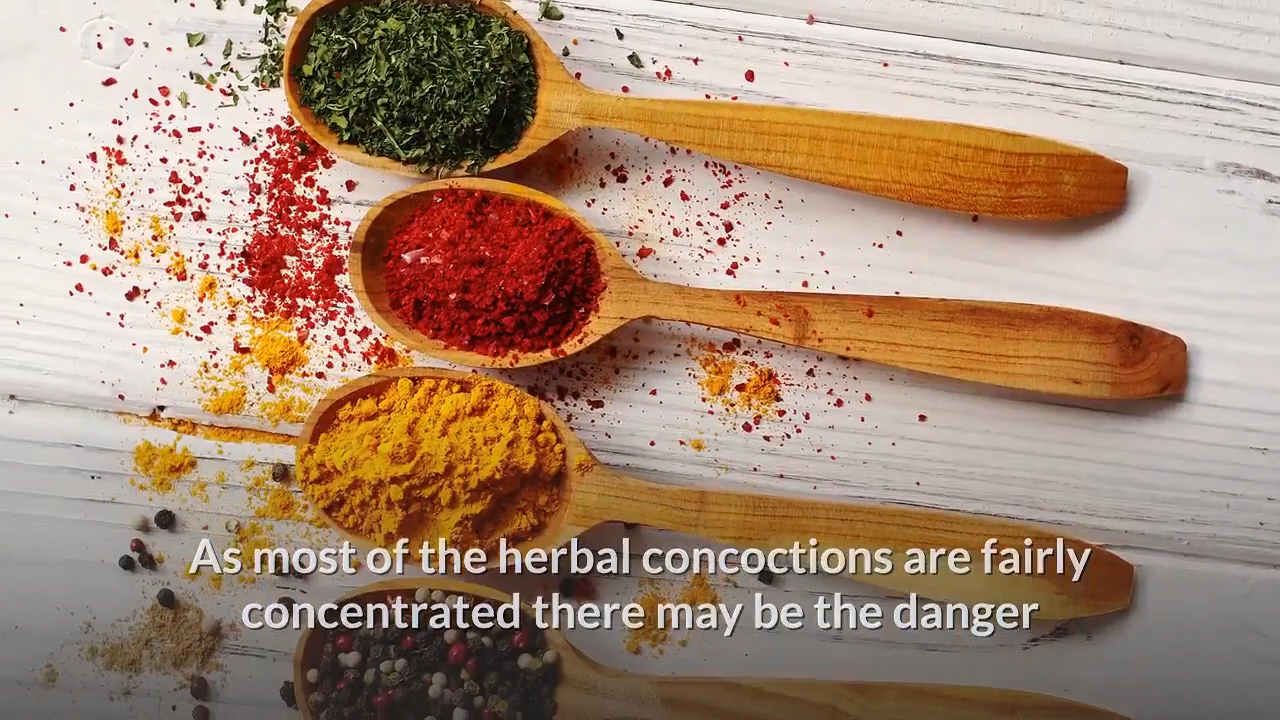 As most of the herbal concoctions are fairly
concentrated there may be the danger